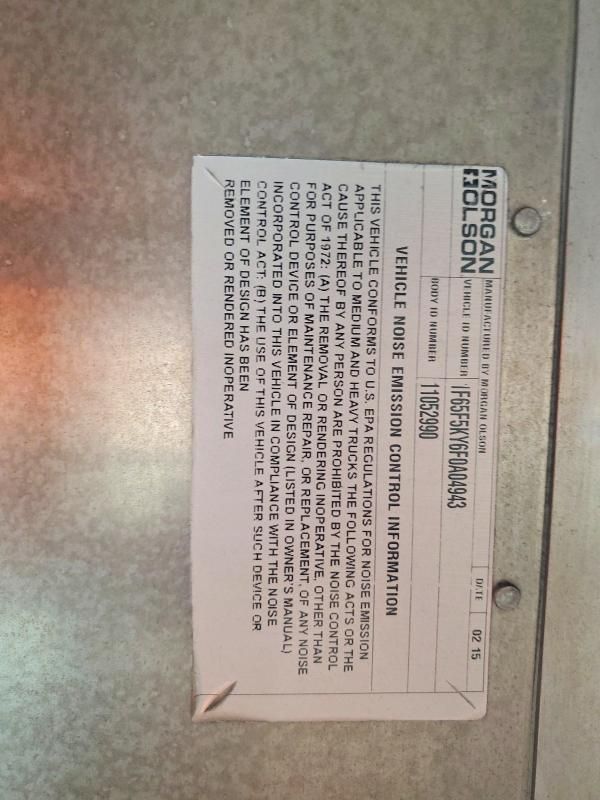 MORGAN OLSON
MANUFACTURED BY MORGAN OLSON
DATE 02 15
VEHICLE ID NUMBER 1F65F5KY6F0A04943
BODY ID NUMBER 11052990
VEHICLE NOISE EMISSION CONTROL INFORMATION
THIS VEHICLE CONFORMS TO U.S. EPA REGULATIONS FOR NOISE EMISSION
APPLICABLE TO MEDIUM AND HEAVY TRUCKS THE FOLLOWING ACTS OR THE
CAUSE THEREOF BY ANY PERSON ARE PROHIBITED BY THE NOISE CONTROL
ACT OF 1972: (A) THE REMOVAL OR RENDERING INOPERATIVE, OTHER THAN
FOR PURPOSES OF MAINTENANCE REPAIR, OR REPLACEMENT, OF ANY NOISE
CONTROL DEVICE OR ELEMENT OF DESIGN (LISTED IN OWNER'S MANUAL)
INCORPORATED INTO THIS VEHICLE IN COMPLIANCE WITH THE NOISE
CONTROL ACT: (B) THE USE OF THIS VEHICLE AFTER SUCH DEVICE OR
ELEMENT OF DESIGN HAS BEEN
REMOVED OR RENDERED INOPERATIVE